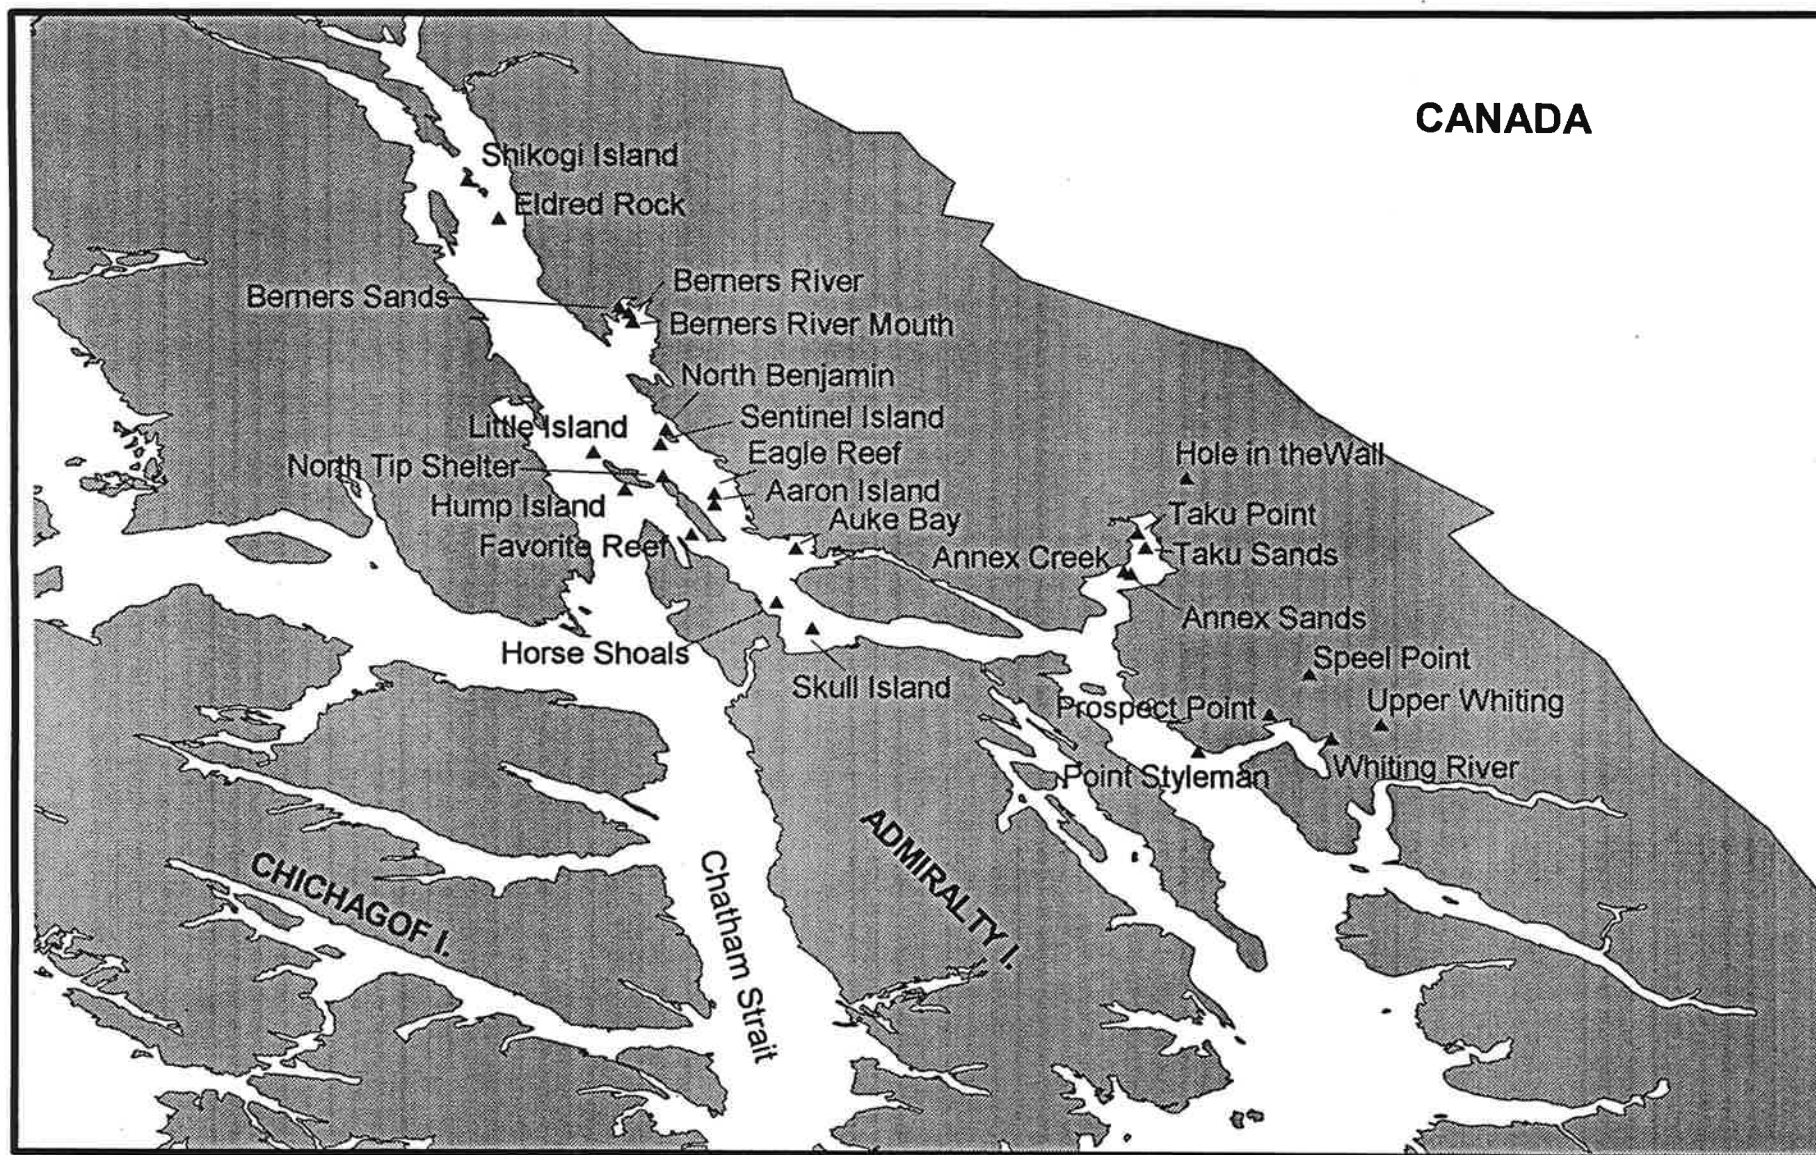 CANADA
Shikogi Island
Eldred Rock
Berners Sands
Berners River
Berners River Mouth
North Benjamin
Sentinel Island
Little Island
Eagle Reef
North Tip Shelter
Hole in theWall
Aaron Island
Hump Island
Auke Bay
Taku Point
Favorite Reef
Annex Creek
Taku Sands
Annex Sands
Horse Shoals
Speel Point
Skull Island
Prospect Point
Upper Whiting
Point Styleman
Whiting River
CHICHAGOF I.
Chatham Strait
ADMIRALTY I.